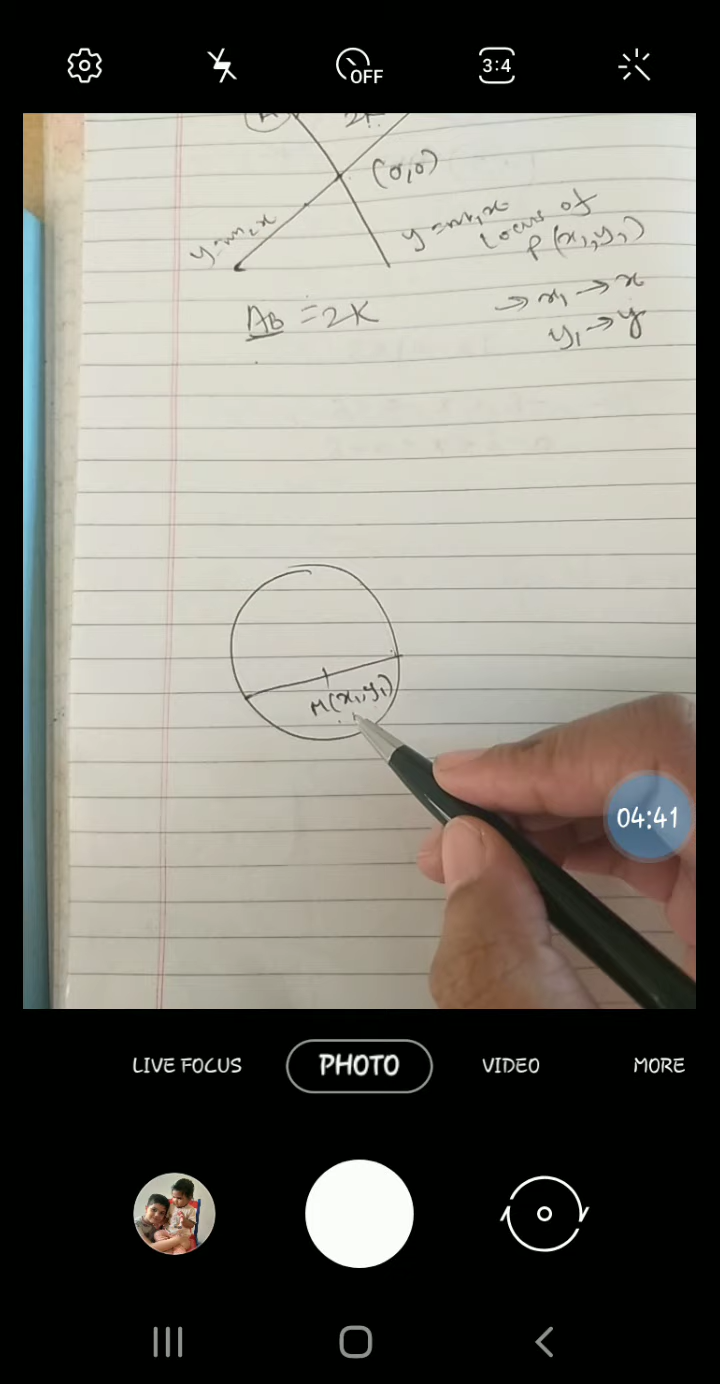 OFF
3:4
2K
(0,0)
y=m₂x
y=m₁x
Locus of
P(x₁,y₁)
AB = 2K
→ x₁ → x
y₁ → y
M(x₁,y₁)
04:41
LIVE FOCUS
PHOTO
VIDEO
MORE